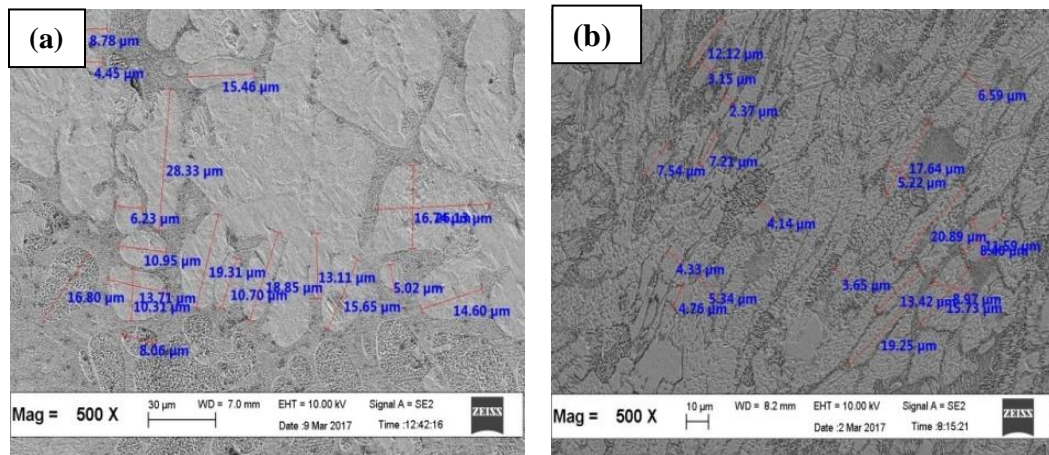 (a)
8.78 µm
4.45 µm
15.46 µm
28.33 µm
6.23 µm
10.95 µm
19.31 µm
13.11 µm
16.80 µm
13.71 µm
10.31 µm
10.70 µm
18.85 µm
15.65 µm
5.02 µm
14.60 µm
8.06 µm
Mag = 500 X
30 µm
WD = 7.0 mm
EHT = 10.00 kV
Signal A = SE2
Date :9 Mar 2017
Time :12:42:16
ZEISS
(b)
12.12 µm
3.15 µm
2.37 µm
6.59 µm
7.54 µm
7.21 µm
17.64 µm
5.22 µm
4.14 µm
20.89 µm
4.33 µm
3.65 µm
5.34 µm
4.76 µm
13.42 µm
8.97 µm
15.73 µm
19.25 µm
Mag = 500 X
10 µm
WD = 8.2 mm
EHT = 10.00 kV
Signal A = SE2
Date :2 Mar 2017
Time :9:15:21
ZEISS